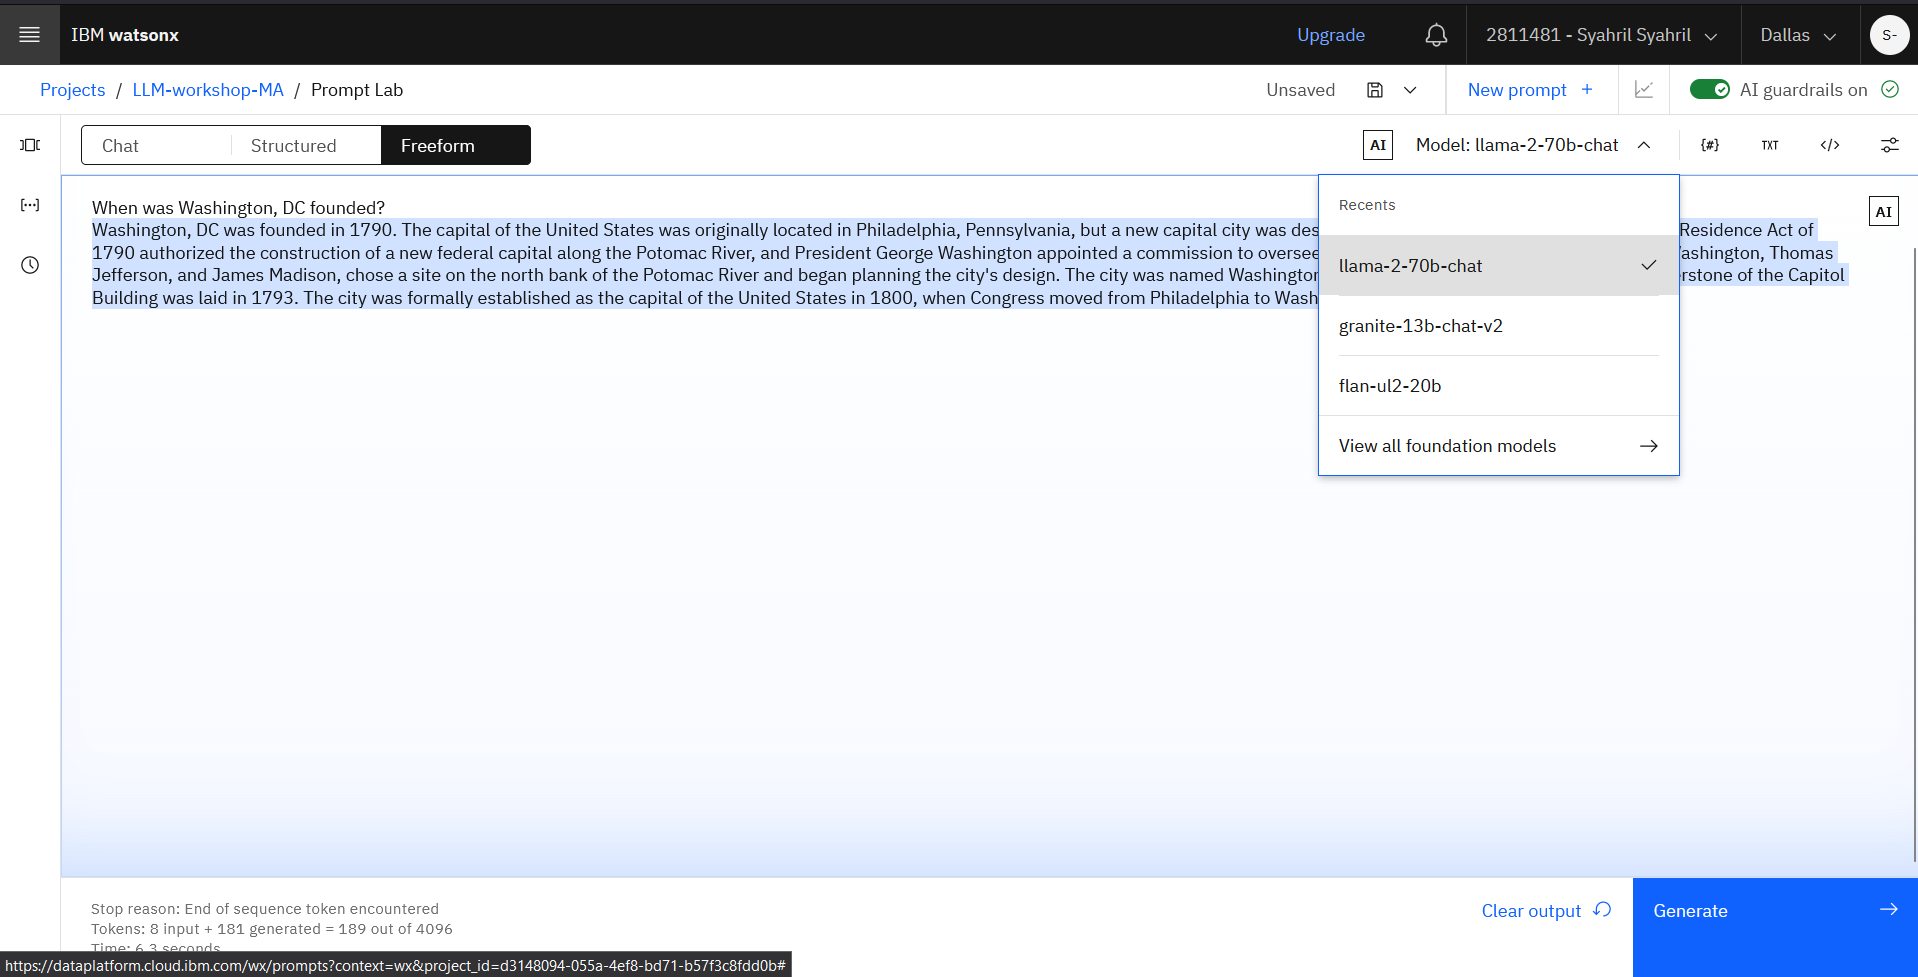 IBM watsonx
Upgrade
2811481 - Syahril Syahril
Dallas
S-
Projects / LLM-workshop-MA / Prompt Lab
Unsaved
New prompt +
AI guardrails on
Chat
Structured
Freeform
AI
Model: llama-2-70b-chat
{#}
TXT
</>
When was Washington, DC founded?
Washington, DC was founded in 1790. The capital of the United States was originally located in Philadelphia, Pennsylvania, but a new capital city was Residence Act of
1790 authorized the construction of a new federal capital along the Potomac River, and President George Washington appointed a commission to Thomas
Jefferson, and James Madison, chose a site on the north bank of the Potomac River and began planning the city's design. The city was named Washington of the Capitol
Building was laid in 1793. The city was formally established as the capital of the United States in 1800, when Congress moved from Philadelphia to
AI
Recents
llama-2-70b-chat
granite-13b-chat-v2
flan-ul2-20b
View all foundation models
Stop reason: End of sequence token encountered
Tokens: 8 input + 181 generated = 189 out of 4096
Time: 6.3 seconds
Clear output
Generate
https://dataplatform.cloud.ibm.com/wx/prompts?context=wx&project_id=d3148094-055a-4ef8-bd71-b57f3c8fdd0b#